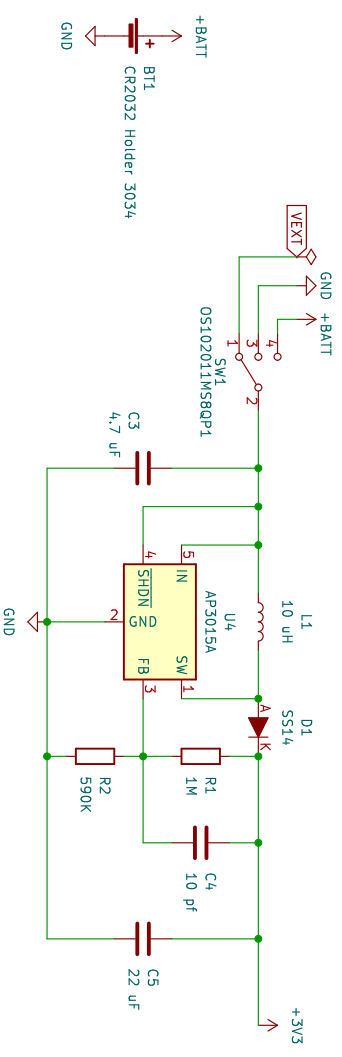 +BATT
GND
BT1
CR2032 Holder 3034
VEXT
GND
+BATT
1
3
4
2
SW1
OS102011MS8QP1
C3
4.7 uF
4
5
SHDN
IN
2
GND
AP3015A
U4
FB
SW
3
1
GND
L1
10 uH
A
K
D1
SS14
R2
590K
R1
1M
C4
10 pf
C5
22 uF
+3V3